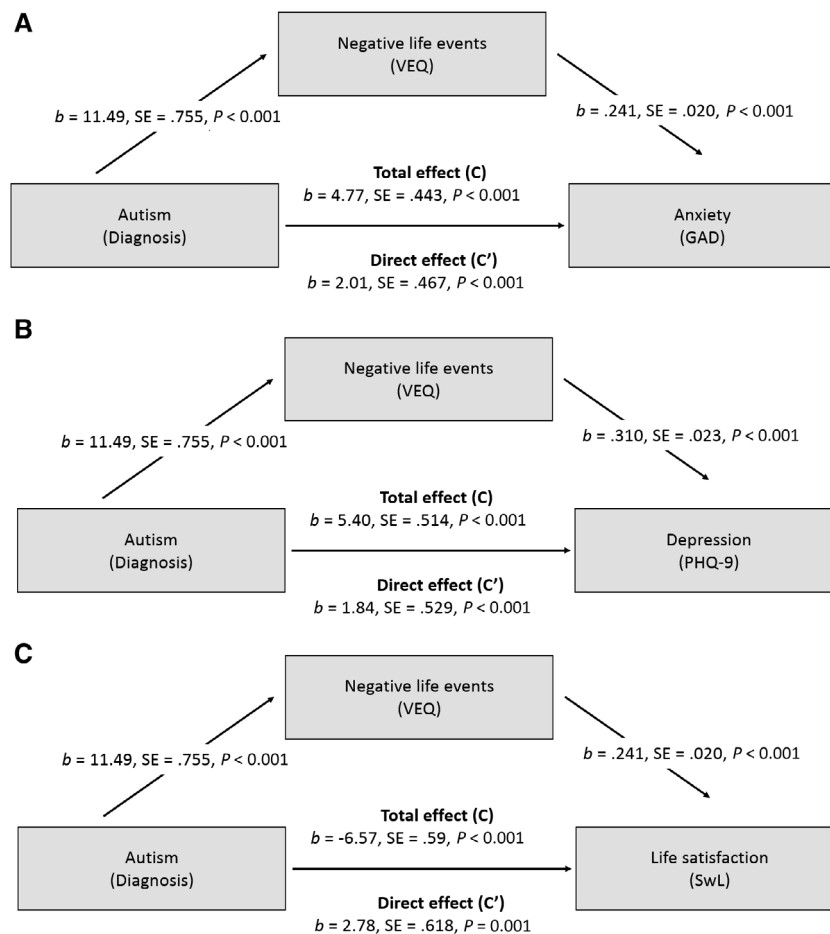 A
Negative life events
(VEQ)
b = 11.49, SE = .755, P < 0.001
b = .241, SE = .020, P < 0.001
Total effect (C)
b = 4.77, SE = .443, P < 0.001
Autism
(Diagnosis)
Anxiety
(GAD)
Direct effect (C’)
b = 2.01, SE = .467, P < 0.001
B
Negative life events
(VEQ)
b = 11.49, SE = .755, P < 0.001
b = .310, SE = .023, P < 0.001
Total effect (C)
b = 5.40, SE = .514, P < 0.001
Autism
(Diagnosis)
Depression
(PHQ-9)
Direct effect (C’)
b = 1.84, SE = .529, P < 0.001
C
Negative life events
(VEQ)
b = 11.49, SE = .755, P < 0.001
b = .241, SE = .020, P < 0.001
Total effect (C)
b = -6.57, SE = .59, P < 0.001
Autism
(Diagnosis)
Life satisfaction
(SwL)
Direct effect (C’)
b = 2.78, SE = .618, P = 0.001